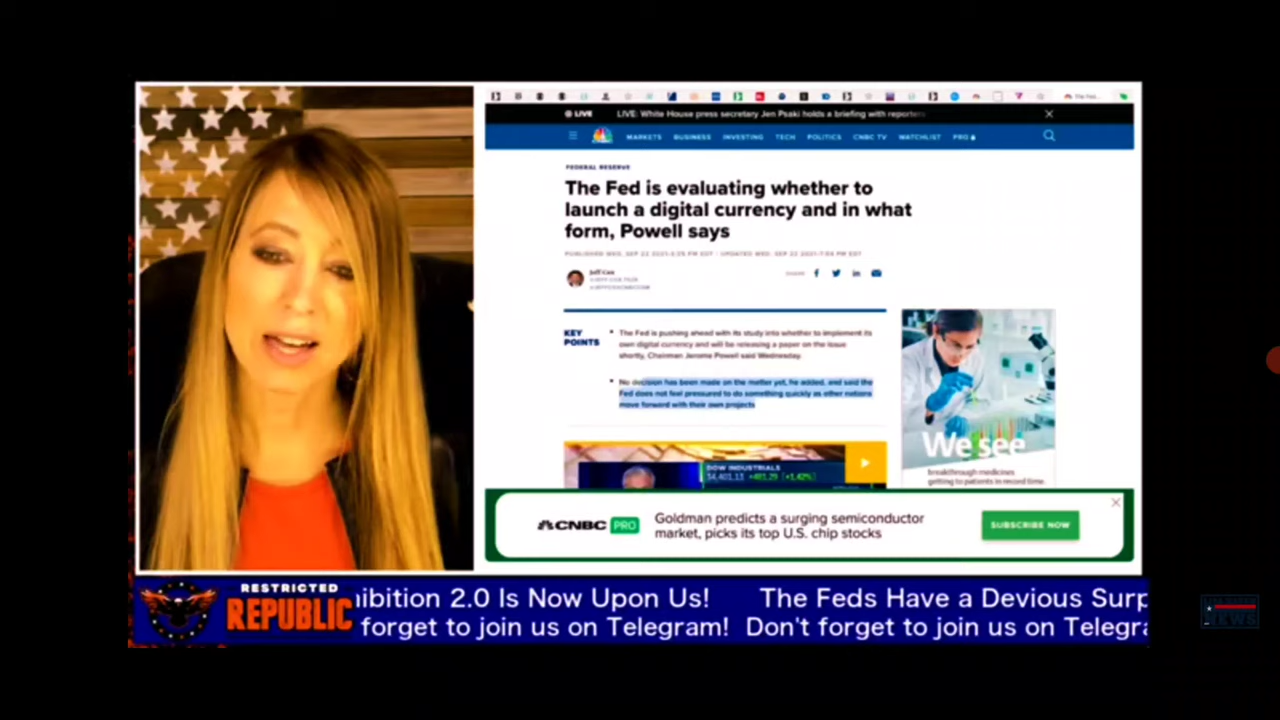 LIVE
LIVE: White House press secretary Jen Psaki holds a briefing with reporters
MARKETS BUSINESS INVESTING TECH POLITICS CNBC TV WATCHLIST PRO
FEDERAL RESERVE
The Fed is evaluating whether to
launch a digital currency and in what
form, Powell says
Jeff Cox
SHARE
KEY
POINTS
The Fed is pushing ahead with its study into whether to implement its
own digital currency and will be releasing a paper on the issue
shortly, Chairman Jerome Powell said Wednesday.
No decision has been made on the matter yet, he added, and said the
Fed does not feel pressured to do something quickly as other nations
move forward with their own projects
We see
breakthrough medicines
getting to patients in record time.
DOW INDUSTRIALS
CNBC PRO
Goldman predicts a surging semiconductor
market, picks its top U.S. chip stocks
SUBSCRIBE NOW
RESTRICTED
REPUBLIC
ibition 2.0 Is Now Upon Us! The Feds Have a Devious Surp
forget to join us on Telegram! Don't forget to join us on Telegra
NEWS